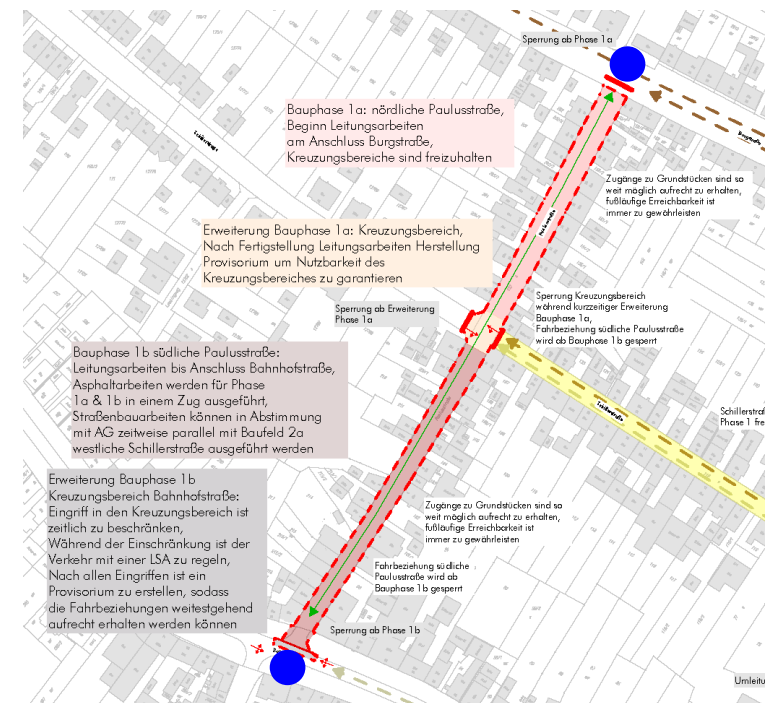 Sperrung ab Phase 1a
Bauphase 1a: nördliche Paulusstraße,
Beginn Leitungsarbeiten
am Anschluss Burgstraße,
Kreuzungsbereiche sind freizuhalten
Burgstraße
Schillerstraße
Zugänge zu Grundstücken sind so
weit möglich aufrecht zu erhalten,
fußläufige Erreichbarkeit ist
immer zu gewährleisten
Paulusstraße
Erweiterung Bauphase 1a: Kreuzungsbereich,
Nach Fertigstellung Leitungsarbeiten Herstellung
Provisorium um Nutzbarkeit des
Kreuzungsbereiches zu garantieren
Sperrung ab Erweiterung
Phase 1a
Sperrung Kreuzungsbereich
während kurzzeitiger Erweiterung
Bauphase 1a,
Fahrbeziehung südliche Paulusstraße
wird ab Bauphase 1b gesperrt
Bauphase 1b südliche Paulusstraße:
Leitungsarbeiten bis Anschluss Bahnhofstraße,
Asphaltarbeiten werden für Phase
1a & 1b in einem Zug ausgeführt,
Straßenbauarbeiten können in Abstimmung
mit AG zeitweise parallel mit Baufeld 2a
westliche Schillerstraße ausgeführt werden
Schillerstraße
Schillerstraß
Phase 1 fre
Erweiterung Bauphase 1b
Kreuzungsbereich Bahnhofstraße:
Eingriff in den Kreuzungsbereich ist
zeitlich zu beschränken,
Während der Einschränkung ist der
Verkehr mit einer LSA zu regeln,
Nach allen Eingriffen ist ein
Provisorium zu erstellen, sodass
die Fahrbeziehungen weitestgehend
aufrecht erhalten werden können
Zugänge zu Grundstücken sind so
weit möglich aufrecht zu erhalten,
fußläufige Erreichbarkeit ist
immer zu gewährleisten
Fahrbeziehung südliche
Paulusstraße wird ab
Bauphase 1b gesperrt
Sperrung ab Phase 1b
Umleitu